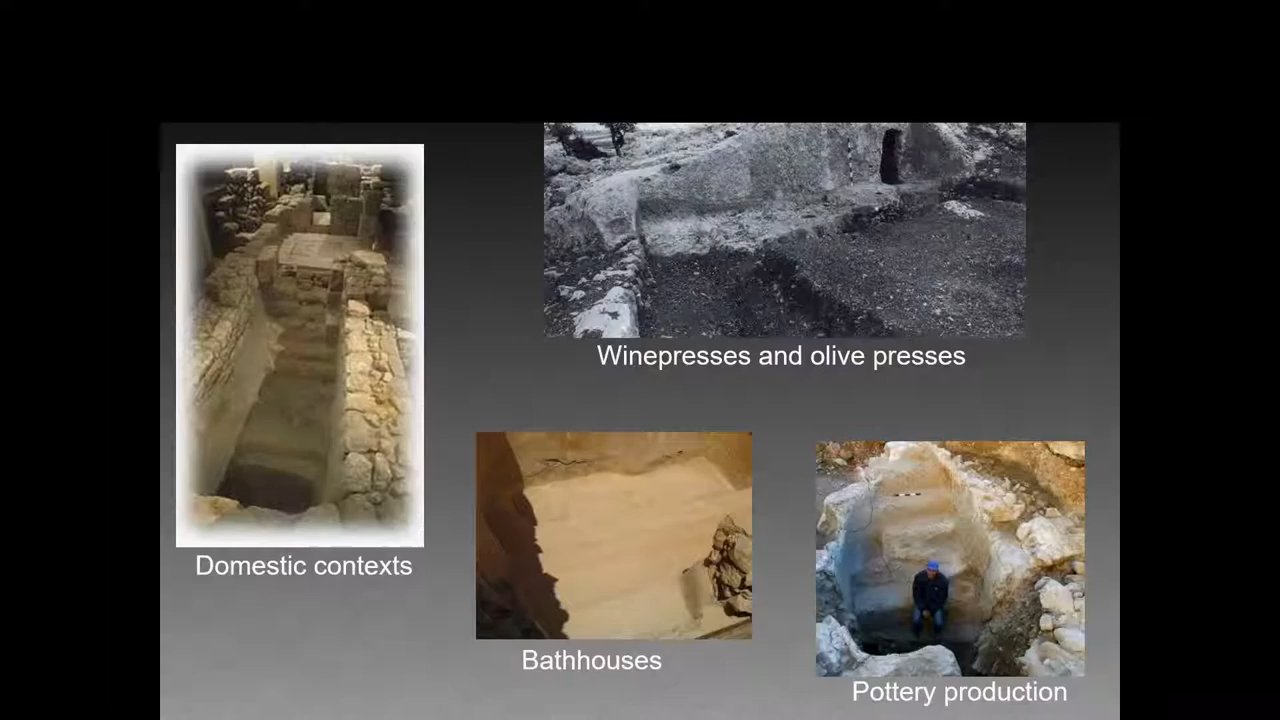 Winepresses and olive presses
Domestic contexts
Bathhouses
Pottery production